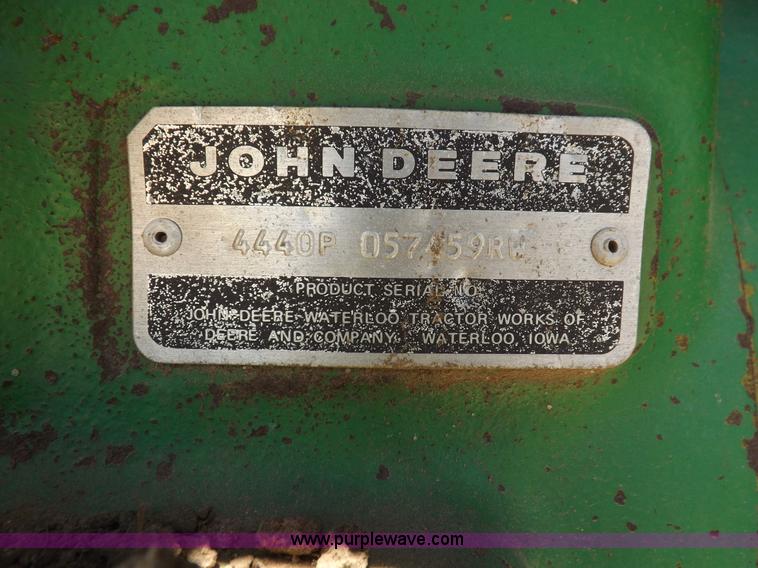 JOHN DEERE
4440P
PRODUCT SERIAL NO.
JOHN DEERE WATERLOO TRACTOR WORKS OF
DEERE AND COMPANY WATERLOO IOWA
www.purplewave.com